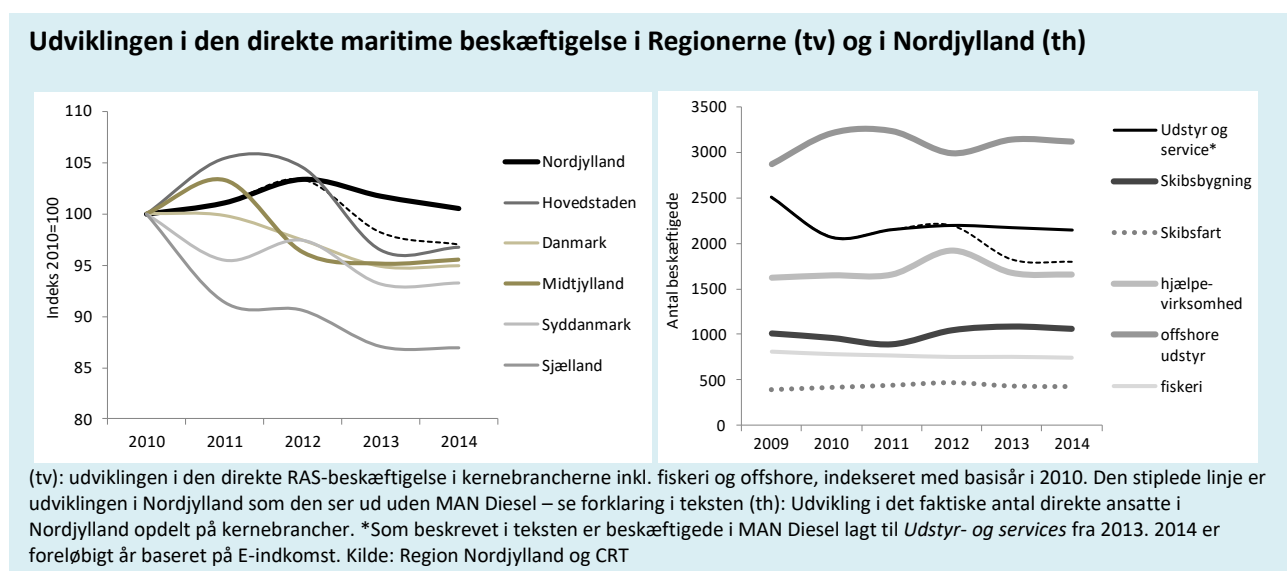 Udviklingen i den direkte maritime beskæftigelse i Regionerne (tv) og i Nordjylland (th)
110
105
100
95
90
85
80
Indeks 2010=100
2010 2011 2012 2013 2014
Nordjylland
Hovedstaden
Danmark
Midtjylland
Syddanmark
Sjælland
3500
3000
2500
2000
1500
1000
500
0
Antal beskæftigede
2009 2010 2011 2012 2013 2014
Udstyr og
service*
Skibsbygning
Skibsfart
hjælpe-
virksomhed
offshore
udstyr
fiskeri
(tv): udviklingen i den direkte RAS-beskæftigelse i kernebrancherne inkl. fiskeri og offshore, indekseret med basisår i 2010. Den stiplede linje er
udviklingen i Nordjylland som den ser ud uden MAN Diesel – se forklaring i teksten (th): Udvikling i det faktiske antal direkte ansatte i
Nordjylland opdelt på kernebrancher. *Som beskrevet i teksten er beskæftigede i MAN Diesel lagt til Udstyr- og services fra 2013. 2014 er
foreløbigt år baseret på E-indkomst. Kilde: Region Nordjylland og CRT